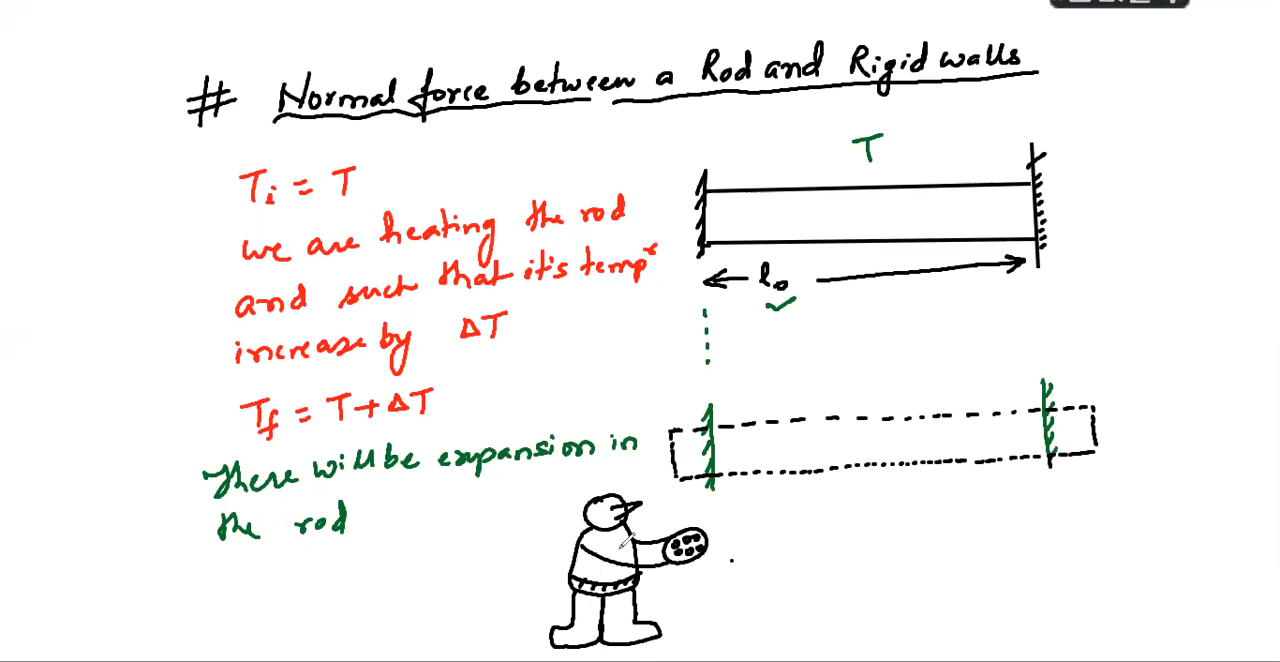 # Normal force between a Rod and Rigid walls
T
Ti = T
we are heating the rod
and such that it's tempr
increase by ΔT
Tf = T + ΔT
There will be expansion in
the rod
l₀